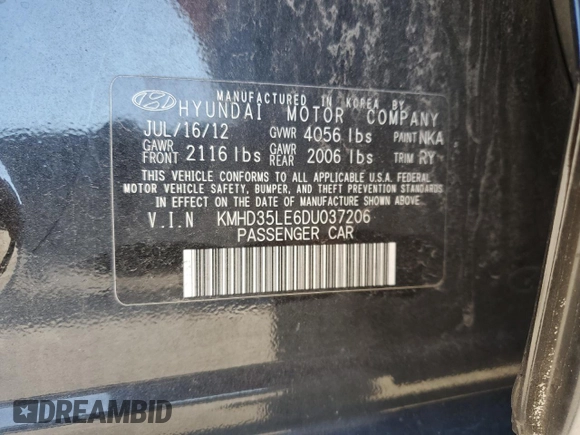 MANUFACTURED IN KOREA BY
HYUNDAI MOTOR COMPANY
JUL/16/12 GVWR 4056 lbs PAINT NKA
GAWR FRONT 2116 lbs GAWR REAR 2006 lbs TRIM RY
THIS VEHICLE CONFORMS TO ALL APPLICABLE U.S.A. FEDERAL
MOTOR VEHICLE SAFETY, BUMPER, AND THEFT PREVENTION STANDARDS
IN EFFECT ON THE DATE OF MANUFACTURE SHOWN ABOVE.
V.I.N KMHD35LE6DU037206
PASSENGER CAR
DREAMBID